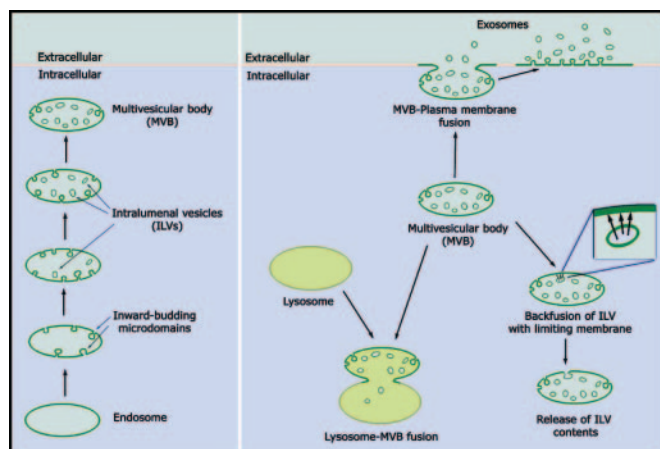 Extracellular
Intracellular
Multivesicular body
(MVB)
Intralumenal vesicles
(ILVs)
Inward-budding
microdomains
Endosome
Exosomes
Extracellular
Intracellular
MVB-Plasma membrane
fusion
Multivesicular body
(MVB)
Lysosome
Backfusion of ILV
with limiting membrane
Lysosome-MVB fusion
Release of ILV
contents